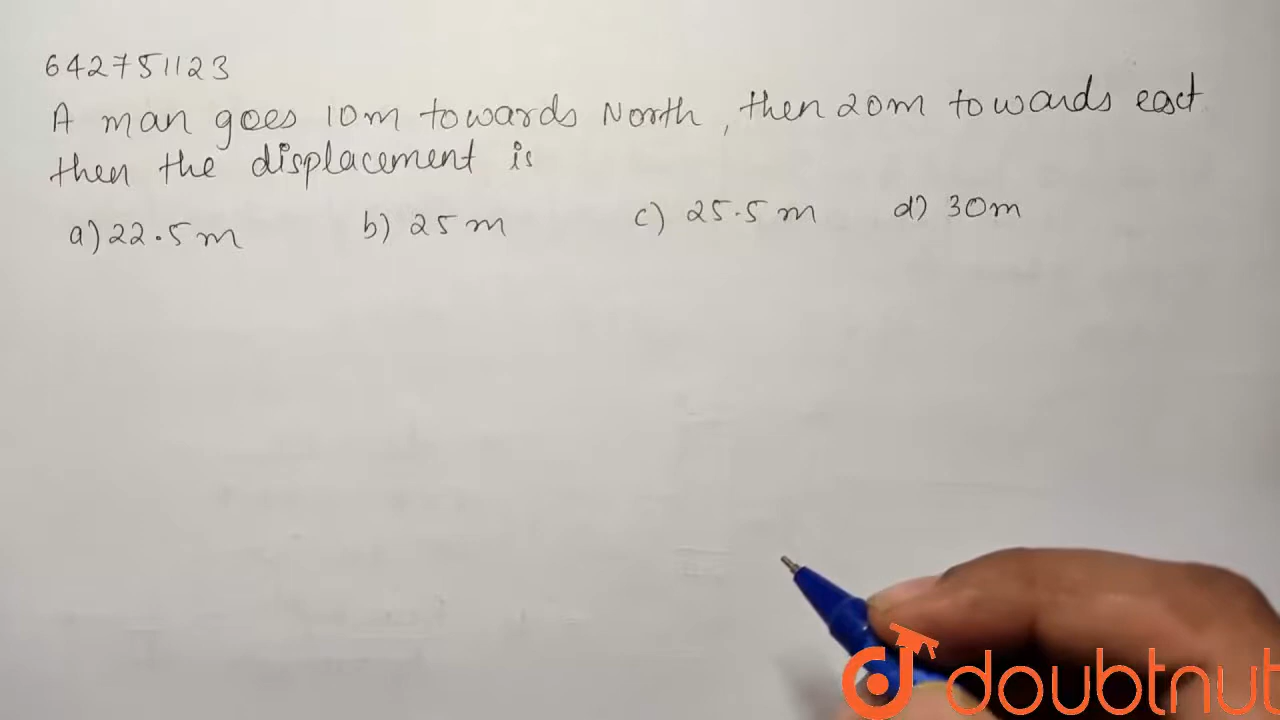 642751123
A man goes 10m towards North, then 20m towards east
then the displacement is
a) 22.5m b) 25 m c) 25.5 m d) 30m
doubtnut